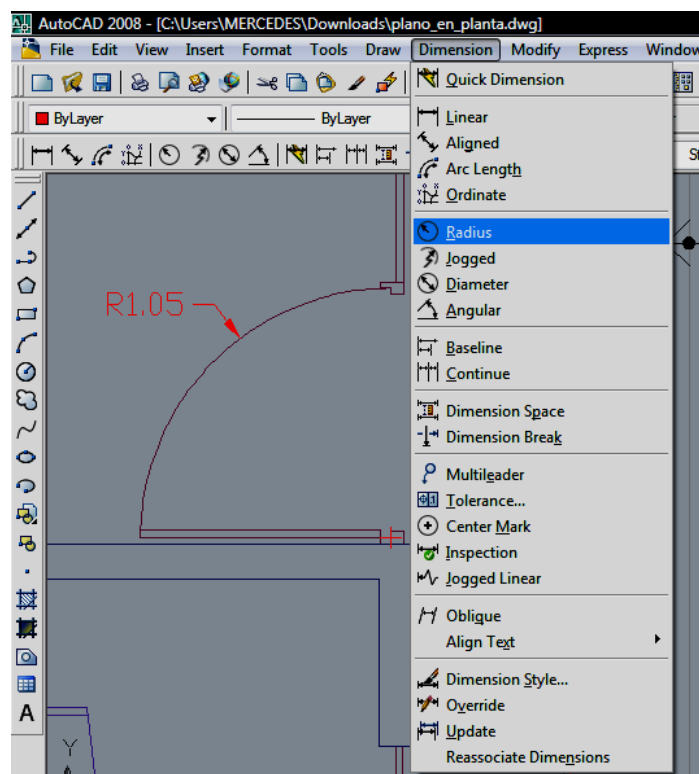 AutoCAD 2008 - [C:\Users\MERCEDES\Downloads\plano_en_planta.dwg]
File Edit View Insert Format Tools Draw Dimension Modify Express Window
ByLayer ByLayer
R1.05
Quick Dimension
Linear
Aligned
Arc Length
Ordinate
Radius
Jogged
Diameter
Angular
Baseline
Continue
Dimension Space
Dimension Break
Multileader
Tolerance...
Center Mark
Inspection
Jogged Linear
Oblique
Align Text
Dimension Style...
Override
Update
Reassociate Dimensions
St
A
Y